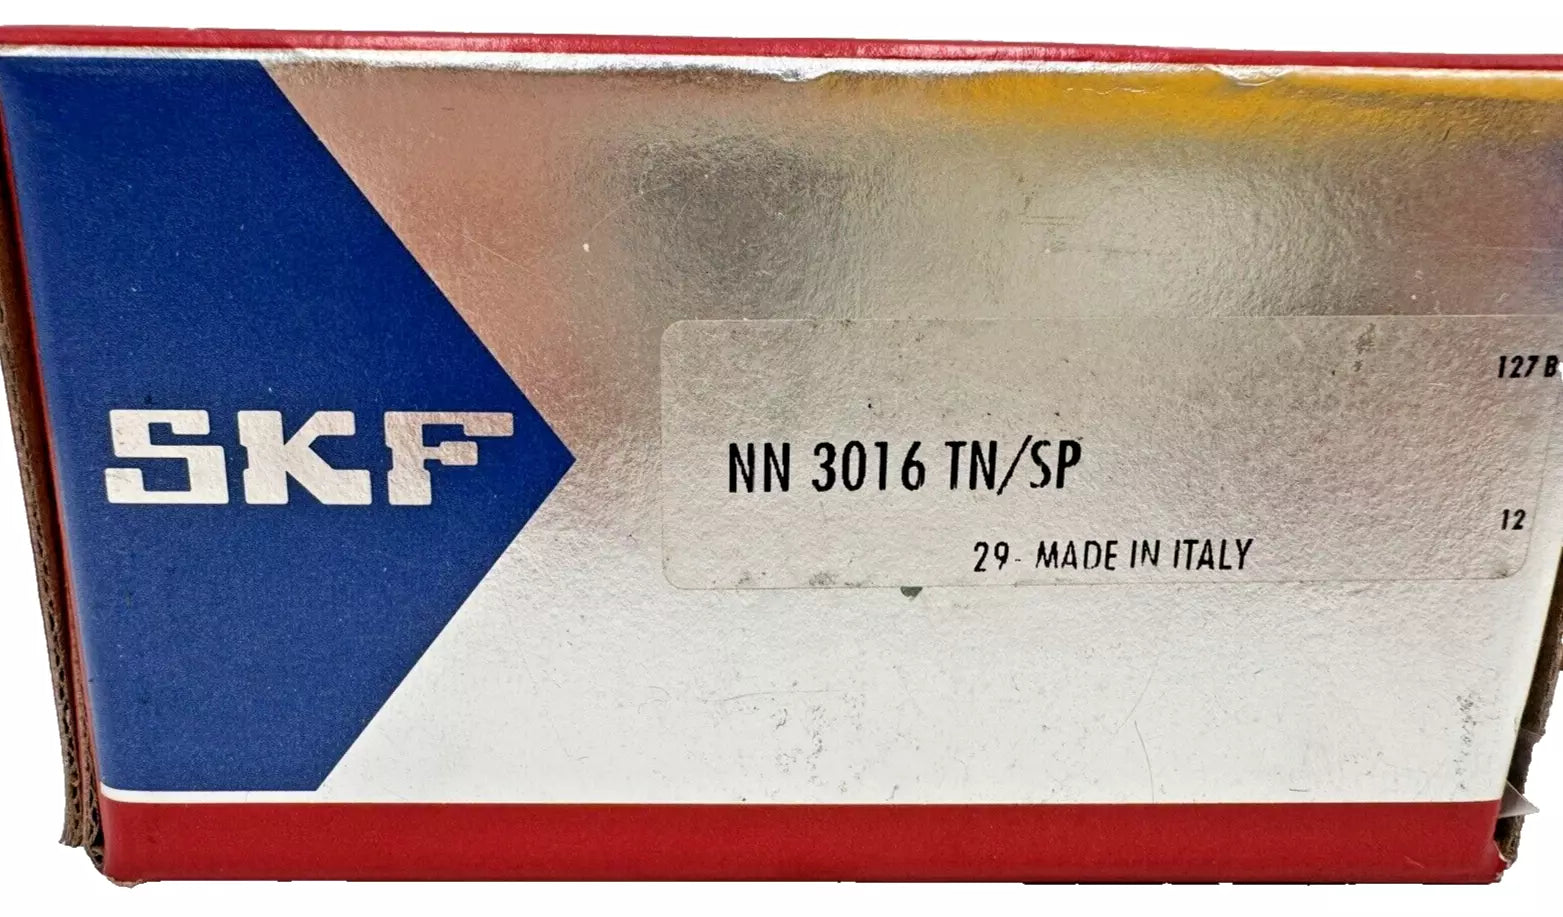 SKF
127 B
NN 3016 TN/SP
12
29- MADE IN ITALY